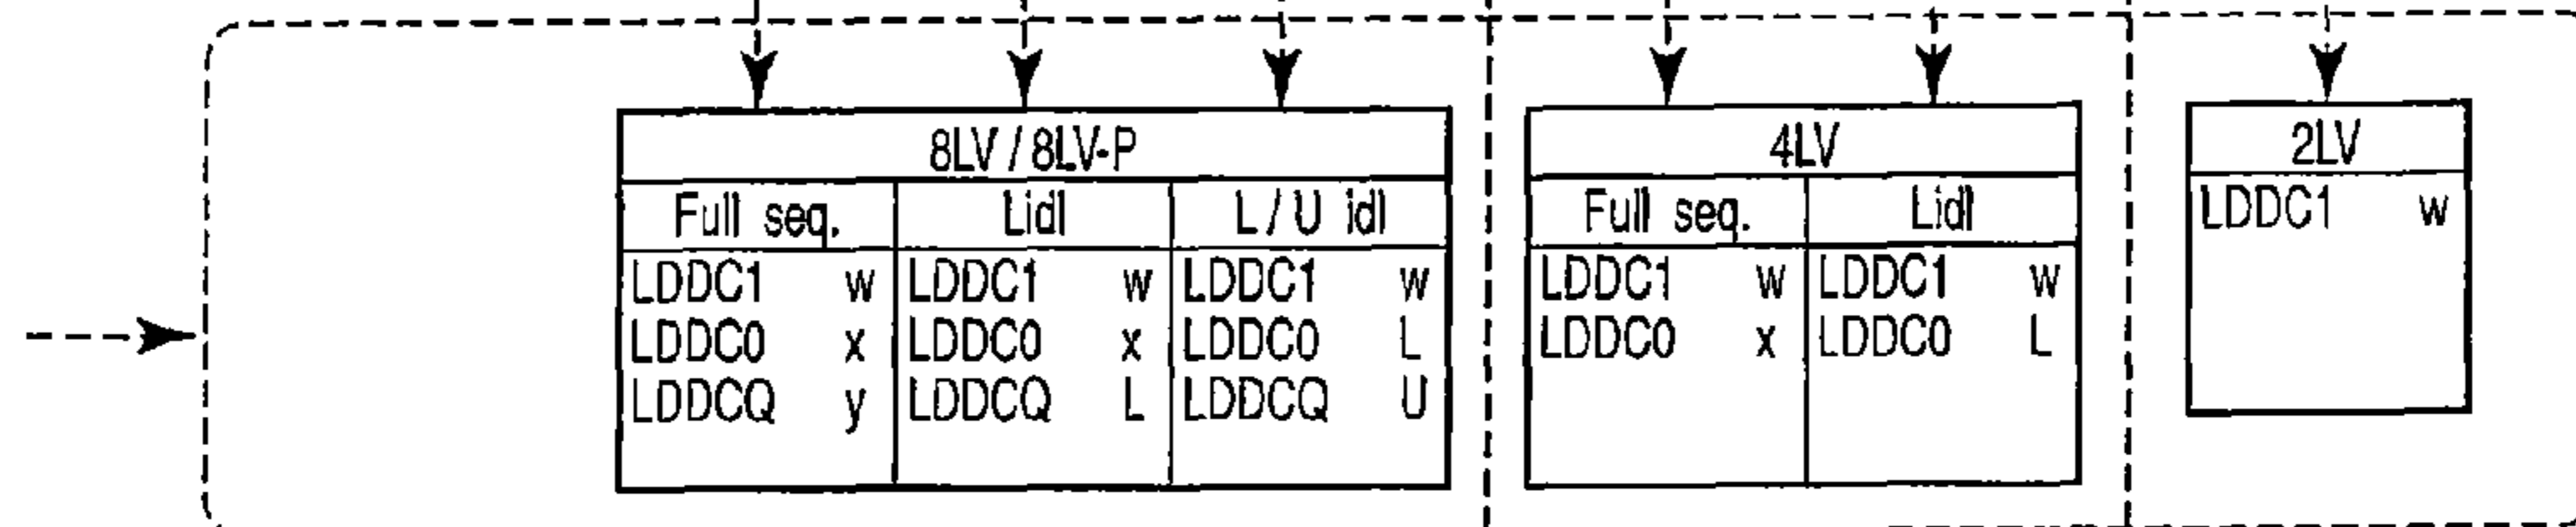 8LV / 8LV-P
Full seq. Lidl L / U idl
LDDC1 w LDDC1 w LDDC1 w
LDDC0 x LDDC0 x LDDC0 L
LDDCQ y LDDCQ L LDDCQ U
4LV
Full seq. Lidl
LDDC1 w LDDC1 w
LDDC0 x LDDC0 L
2LV
LDDC1 w